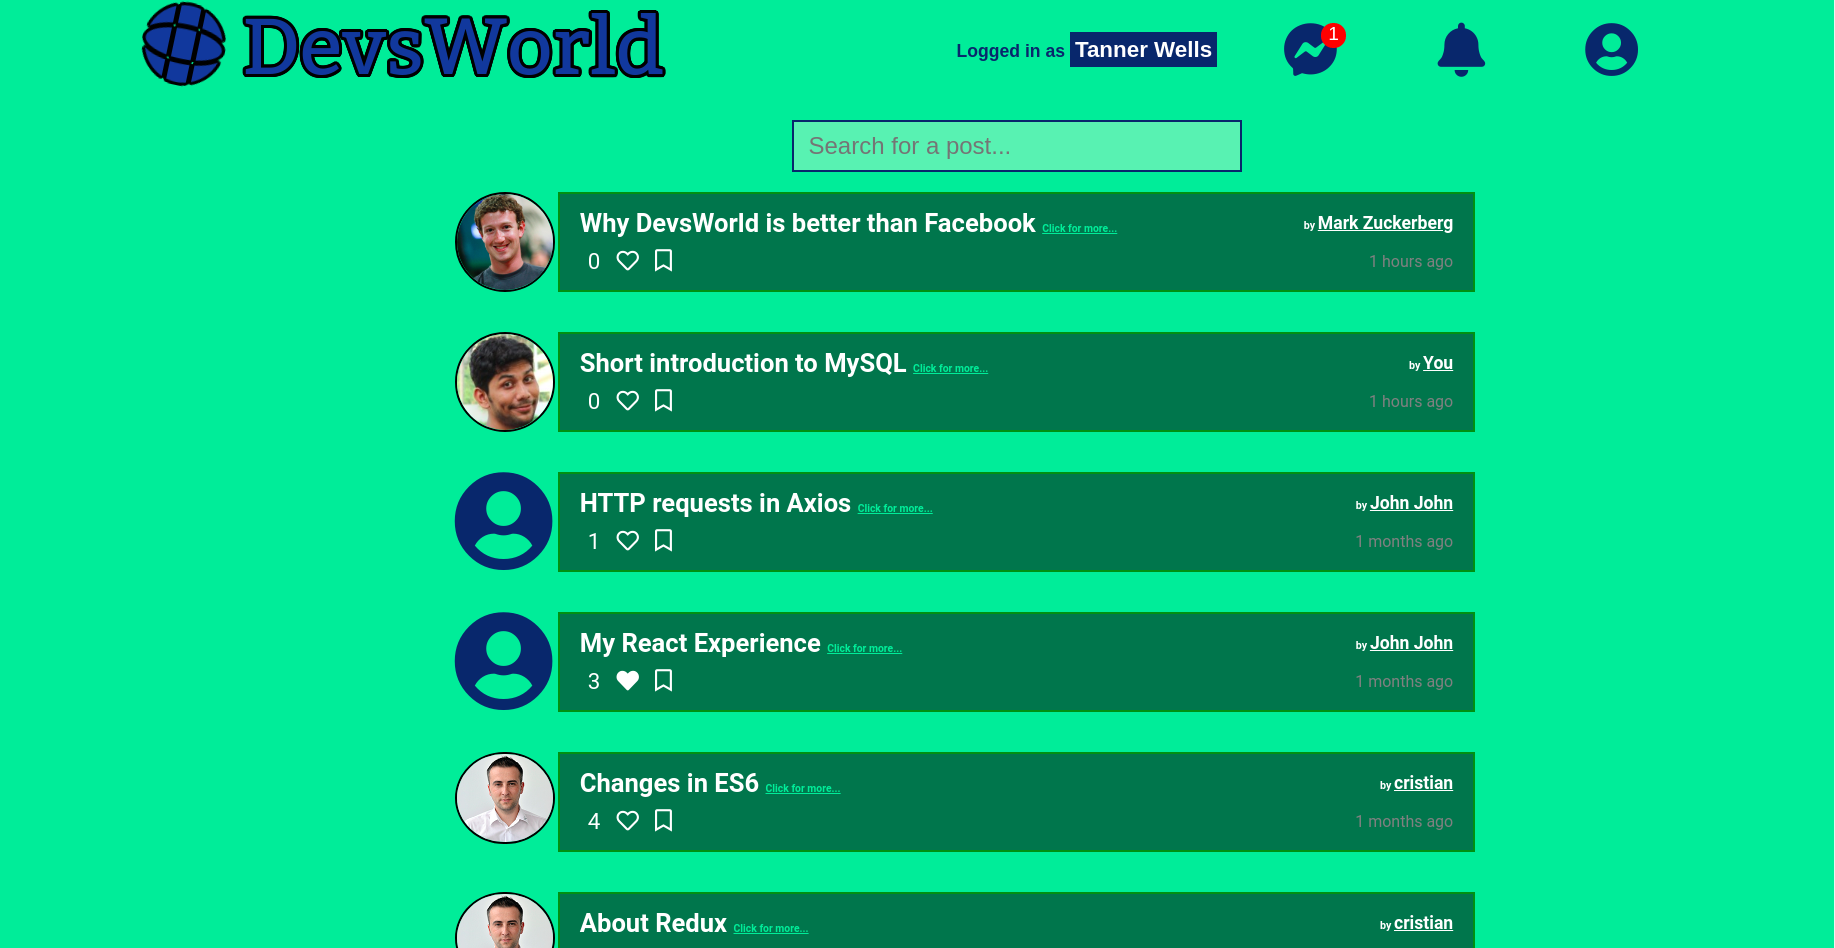 DevsWorld
Logged in as Tanner Wells
1
Search for a post...
Why DevsWorld is better than Facebook Click for more... by Mark Zuckerberg
0 1 hours ago
Short introduction to MySQL Click for more... by You
0 1 hours ago
HTTP requests in Axios Click for more... by John John
1 1 months ago
My React Experience Click for more... by John John
3 1 months ago
Changes in ES6 Click for more... by cristian
4 1 months ago
About Redux Click for more... by cristian